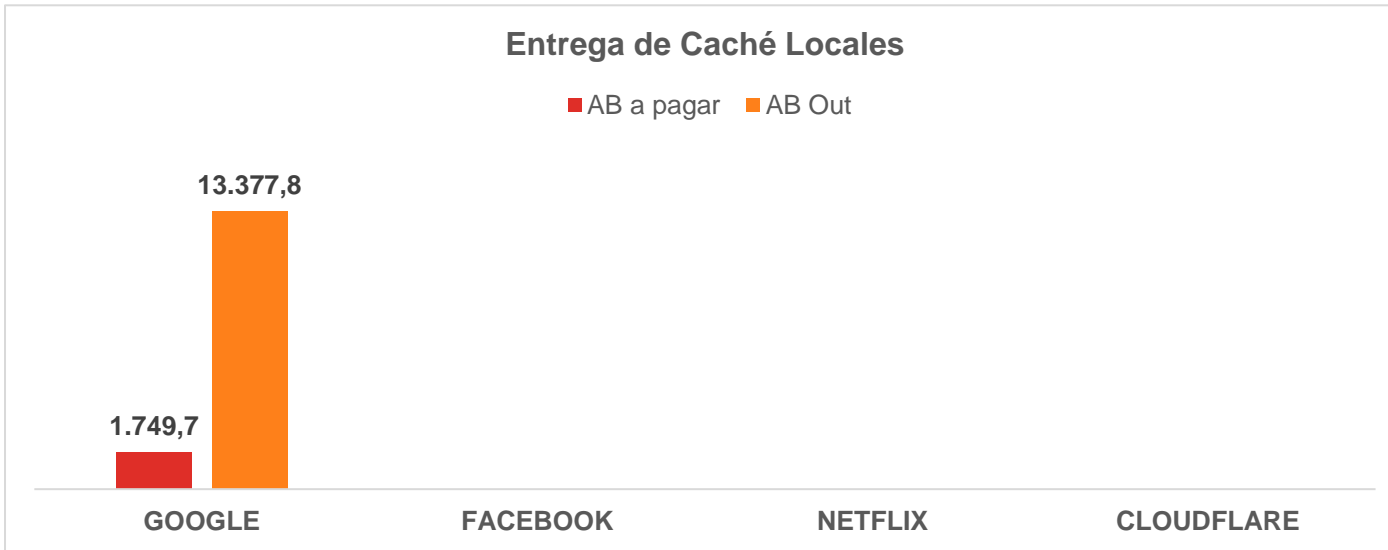 Entrega de Caché Locales
AB a pagar AB Out
13.377,8
1.749,7
GOOGLE FACEBOOK NETFLIX CLOUDFLARE